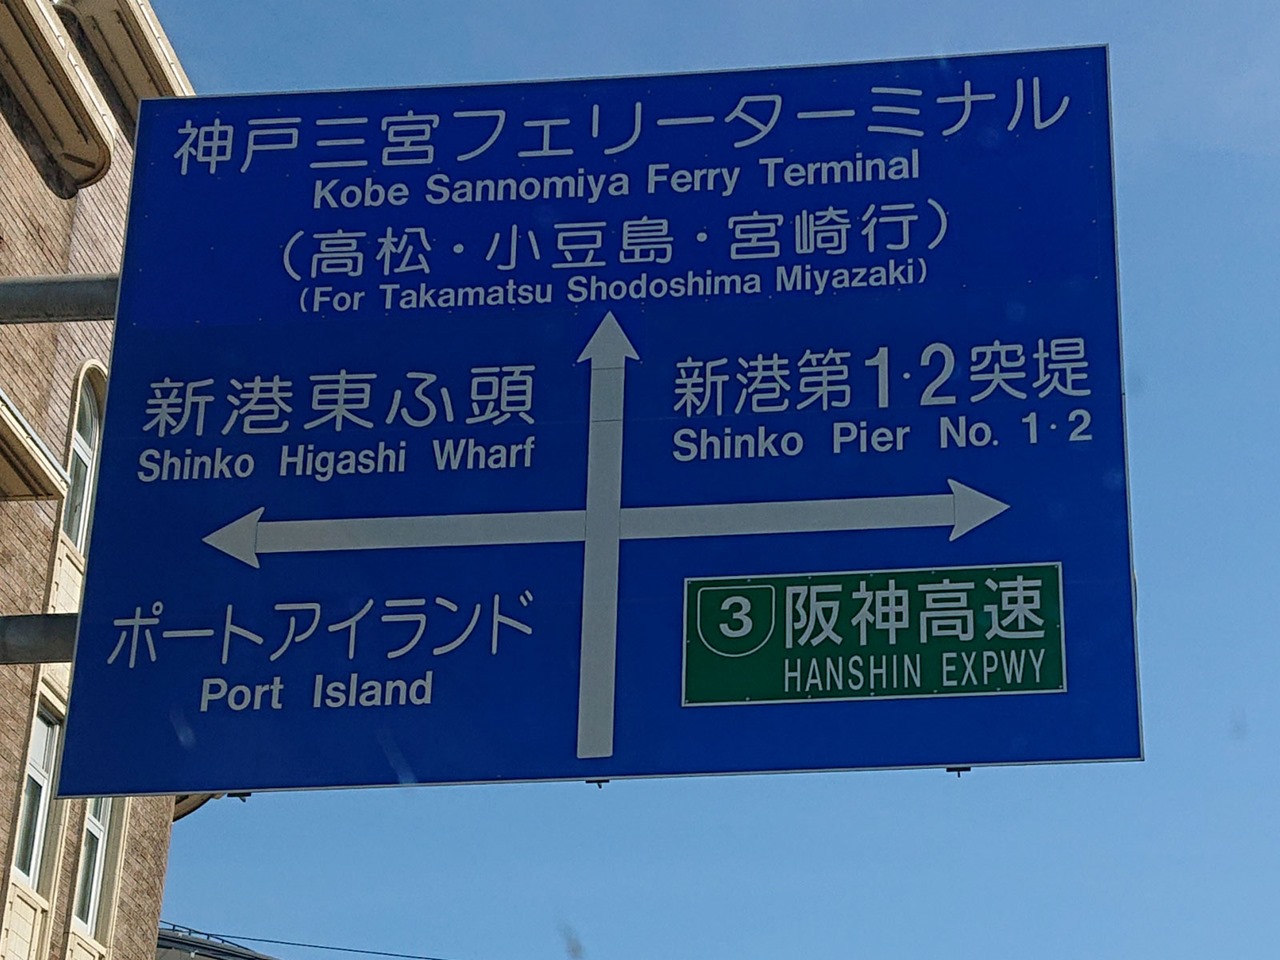 神戸三宮フェリーターミナル
Kobe Sannomiya Ferry Terminal
(高松・小豆島・宮崎行)
(For Takamatsu Shodoshima Miyazaki)
新港東ふ頭
Shinko Higashi Wharf
新港第1・2突堤
Shinko Pier No. 1・2
ポートアイランド
Port Island
3 阪神高速
HANSHIN EXPWY